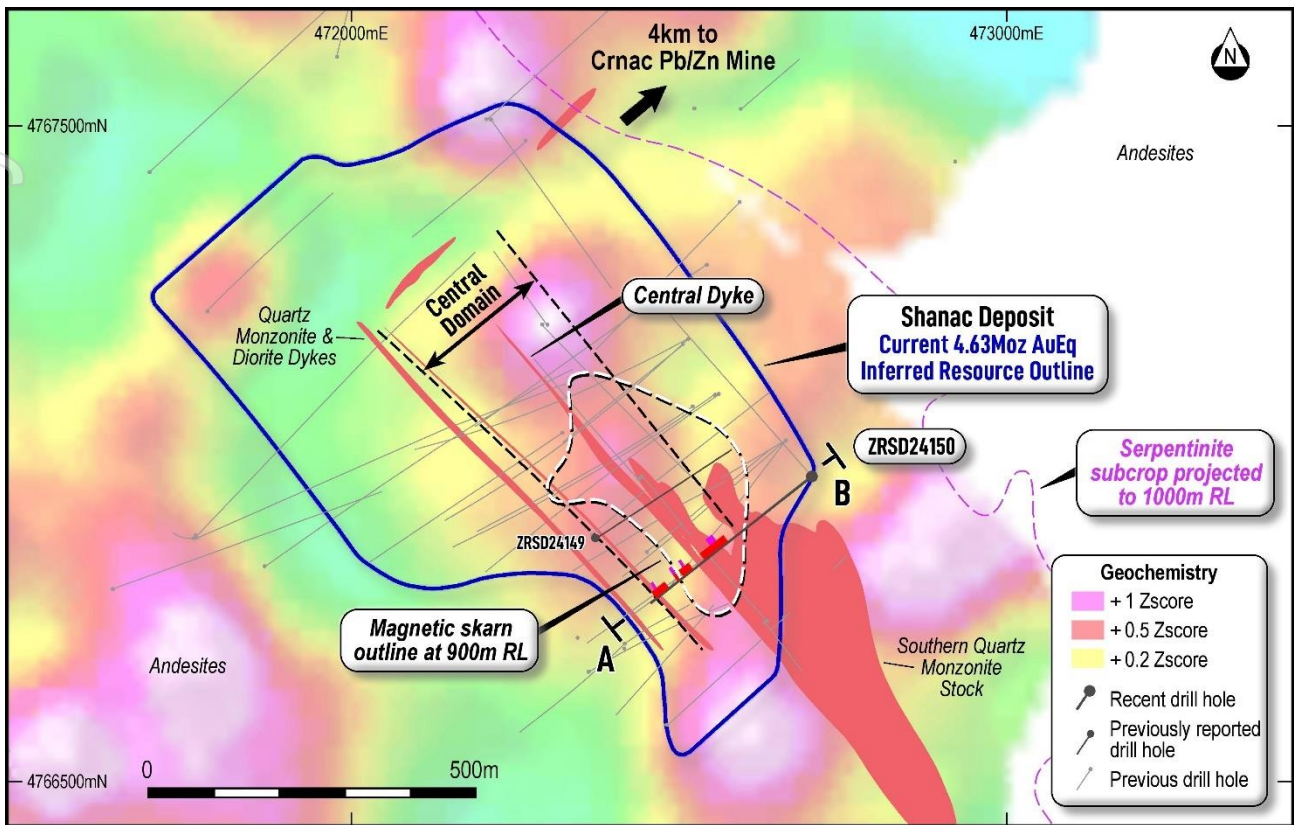 472000mE
473000mE
4km to
Crnac Pb/Zn Mine
N
4767500mN
Andesites
Central
Domain
Central Dyke
Quartz
Monzonite &
Diorite Dykes
Shanac Deposit
Current 4.63Moz AuEq
Inferred Resource Outline
ZRSD24150
B
Serpentinite
subcrop projected
to 1000m RL
ZRSD24149
Magnetic skarn
outline at 900m RL
A
Andesites
Southern Quartz
Monzonite
Stock
Geochemistry
+ 1 Zscore
+ 0.5 Zscore
+ 0.2 Zscore
Recent drill hole
Previously reported
drill hole
Previous drill hole
4766500mN
0
500m